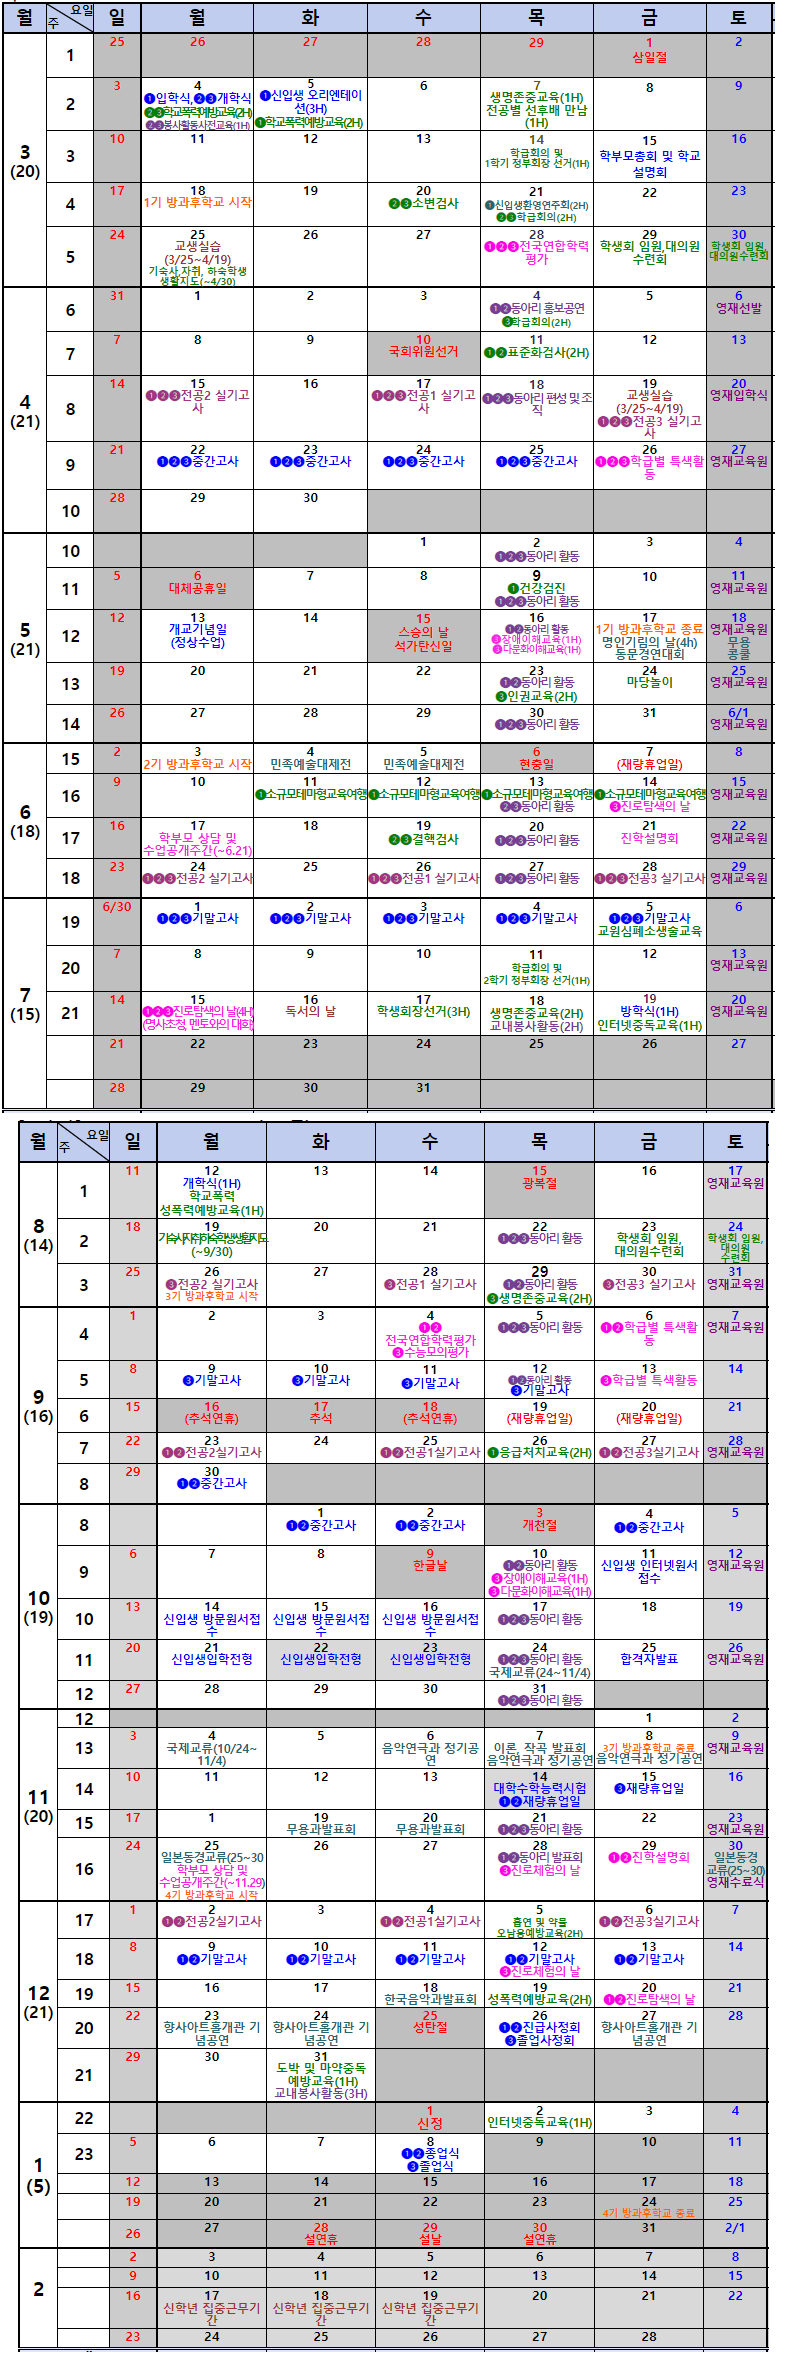 월 주 요일 일 월 화 수 목 금 토
3
(20)
1 25 26 27 28 29 1 2
삼일절
2 3 4 5 6 7 8 9
❶입학식,❷❸개학식
❷❸학교폭력예방교육(2H)
❷❸봉사활동사전교육(1H)
❶신입생 오리엔테이
션(3H)
❶학교폭력예방교육(2H)
생명존중교육(1H)
전공별 선후배 만남
(1H)
3 10 11 12 13 14 15 16
학급회의 및
1학기 정부회장 선거(1H)
학부모총회 및 학교
설명회
4 17 18 19 20 21 22 23
1기 방과후학교 시작
❷❸소변검사
❶신입생환영연주회(2H)
❷❸학급회의(2H)
5 24 25 26 27 28 29 30
교생실습
(3/25~4/19)
기숙사,자취, 하숙학생
생활지도(~4/30)
❶❷❸전국연합학력
평가
학생회 임원,대의원
수련회
학생회 임원,
대의원수련회
4
(21)
6 31 1 2 3 4 5 6
❶❷동아리 홍보공연
❸학급회의(2H)
영재선발
7 7 8 9 10 11 12 13
국회위원선거
❶❷표준화검사(2H)
8 14 15 16 17 18 19 20
❶❷❸전공2 실기고
사
❶❷❸전공1 실기고
사
❶❷❸동아리 편성 및 조
직
교생실습
(3/25~4/19)
❶❷❸전공3 실기고
사
영재입학식
9 21 22 23 24 25 26 27
❶❷❸중간고사
❶❷❸중간고사
❶❷❸중간고사
❶❷❸중간고사
❶❷❸학급별 특색활
동
영재교육원
10 28 29 30
5
(21)
10 1 2 3 4
❶❷❸동아리 활동
11 5 6 7 8 9 10 11
대체공휴일
❶건강검진
❶❷❸동아리 활동
영재교육원
12 12 13 14 15 16 17 18
개교기념일
(정상수업)
스승의 날
석가탄신일
❶❷동아리 활동
❸장애이해교육(1H)
❸다문화이해교육(1H)
1기 방과후학교 종료
명인기림의 날(4h)
동문경연대회
영재교육원
무용
콩쿨
13 19 20 21 22 23 24 25
❶❷동아리 활동
❸인권교육(2H)
마당놀이
영재교육원
14 26 27 28 29 30 31 6/1
❶❷❸동아리 활동
영재교육원
6
(18)
15 2 3 4 5 6 7 8
2기 방과후학교 시작
민족예술대제전
민족예술대제전
현충일
(재량휴업일)
16 9 10 11 12 13 14 15
❶소규모테마형교육여행
❶소규모테마형교육여행
❶소규모테마형교육여행
❷❸동아리 활동
❶소규모테마형교육여행
❸진로탐색의 날
영재교육원
17 16 17 18 19 20 21 22
학부모 상담 및
수업공개주간(~6.21)
❷❸결핵검사
❶❷❸동아리 활동
진학설명회
영재교육원
18 23 24 25 26 27 28 29
❶❷❸전공2 실기고사
❶❷❸전공1 실기고사
❶❷❸동아리 활동
❶❷❸전공3 실기고사
영재교육원
7
(15)
19 6/30 1 2 3 4 5 6
❶❷❸기말고사
❶❷❸기말고사
❶❷❸기말고사
❶❷❸기말고사
❶❷❸기말고사
교원심폐소생술교육
20 7 8 9 10 11 12 13
학급회의 및
2학기 정부회장 선거(1H)
영재교육원
21 14 15 16 17 18 19 20
❶❷❸진로탐색의 날(4H)
(명사초청, 멘토와의 대화)
독서의 날
학생회장선거(3H)
생명존중교육(2H)
교내봉사활동(2H)
방학식(1H)
인터넷중독교육(1H)
영재교육원
21 22 23 24 25 26 27
28 29 30 31
월 주 요일 일 월 화 수 목 금 토
8
(14)
1 11 12 13 14 15 16 17
개학식(1H)
학교폭력
성폭력예방교육(1H)
광복절
영재교육원
2 18 19 20 21 22 23 24
기숙사,자취,하숙학생생활지도
(~9/30)
❶❷❸동아리 활동
학생회 임원,
대의원수련회
학생회 임원,
대의원
수련회
3 25 26 27 28 29 30 31
❸전공2 실기고사
3기 방과후학교 시작
❸전공1 실기고사
❶❷동아리 활동
❸생명존중교육(2H)
❸전공3 실기고사
영재교육원
9
(16)
4 1 2 3 4 5 6 7
❶❷
전국연합학력평가
❸수능모의평가
❶❷❸동아리 활동
❶❷학급별 특색활
동
영재교육원
5 8 9 10 11 12 13 14
❸기말고사
❸기말고사
❸기말고사
❶❷동아리 활동
❸기말고사
❸학급별 특색활동
6 15 16 17 18 19 20 21
(추석연휴)
추석
(추석연휴)
(재량휴업일)
(재량휴업일)
7 22 23 24 25 26 27 28
❶❷전공2실기고사
❶❷전공1실기고사
❶응급처치교육(2H)
❶❷전공3실기고사
영재교육원
8 29 30
❶❷중간고사
10
(19)
8 1 2 3 4 5
❶❷중간고사
❶❷중간고사
개천절
❶❷중간고사
9 6 7 8 9 10 11 12
한글날
❶❷동아리 활동
❸장애이해교육(1H)
❸다문화이해교육(1H)
신입생 인터넷원서
접수
영재교육원
10 13 14 15 16 17 18 19
신입생 방문원서접
수
신입생 방문원서접
수
신입생 방문원서접
수
❶❷❸동아리 활동
11 20 21 22 23 24 25 26
신입생입학전형
신입생입학전형
신입생입학전형
❶❷❸동아리 활동
국제교류(24~11/4)
합격자발표
영재교육원
12 27 28 29 30 31
❶❷❸동아리 활동
11
(20)
12 1 2
13 3 4 5 6 7 8 9
국제교류(10/24~
11/4)
음악연극과 정기공
연
이론, 작곡 발표회
음악연극과 정기공연
3기 방과후학교 종료
음악연극과 정기공연
영재교육원
14 10 11 12 13 14 15 16
대학수학능력시험
❶❷재량휴업일
❸재량휴업일
15 17 1 19 20 21 22 23
무용과발표회
무용과발표회
❶❷❸동아리 활동
영재교육원
16 24 25 26 27 28 29 30
일본동경교류(25~30
학부모 상담 및
수업공개주간(~11.29)
4기 방과후학교 시작
❶❷동아리 발표회
❸진로체험의 날
❶❷진학설명회
일본동경
교류(25~30)
영재수료식
12
(21)
17 1 2 3 4 5 6 7
❶❷전공2실기고사
❶❷전공1실기고사
흡연 및 약물
오남용예방교육(2H)
❶❷전공3실기고사
18 8 9 10 11 12 13 14
❶❷기말고사
❶❷기말고사
❶❷기말고사
❶❷기말고사
❸진로체험의 날
❶❷기말고사
19 15 16 17 18 19 20 21
한국음악과발표회
성폭력예방교육(2H)
❶❷진로탐색의 날
20 22 23 24 25 26 27 28
향사아트홀개관 기
념공연
향사아트홀개관 기
념공연
성탄절
❶❷진급사정회
❸졸업사정회
향사아트홀개관 기
념공연
21 29 30 31
도박 및 마약중독
예방교육(1H)
교내봉사활동(3H)
1
(5)
22 1 2 3 4
신정
인터넷중독교육(1H)
23 5 6 7 8 9 10 11
❶❷종업식
❸졸업식
12 13 14 15 16 17 18
19 20 21 22 23 24 25
4기 방과후학교 종료
26 27 28 29 30 31 2/1
설연휴
설날
설연휴
2
2 3 4 5 6 7 8
9 10 11 12 13 14 15
16 17 18 19 20 21 22
신학년 집중근무기
간
신학년 집중근무기
간
신학년 집중근무기
간
23 24 25 26 27 28